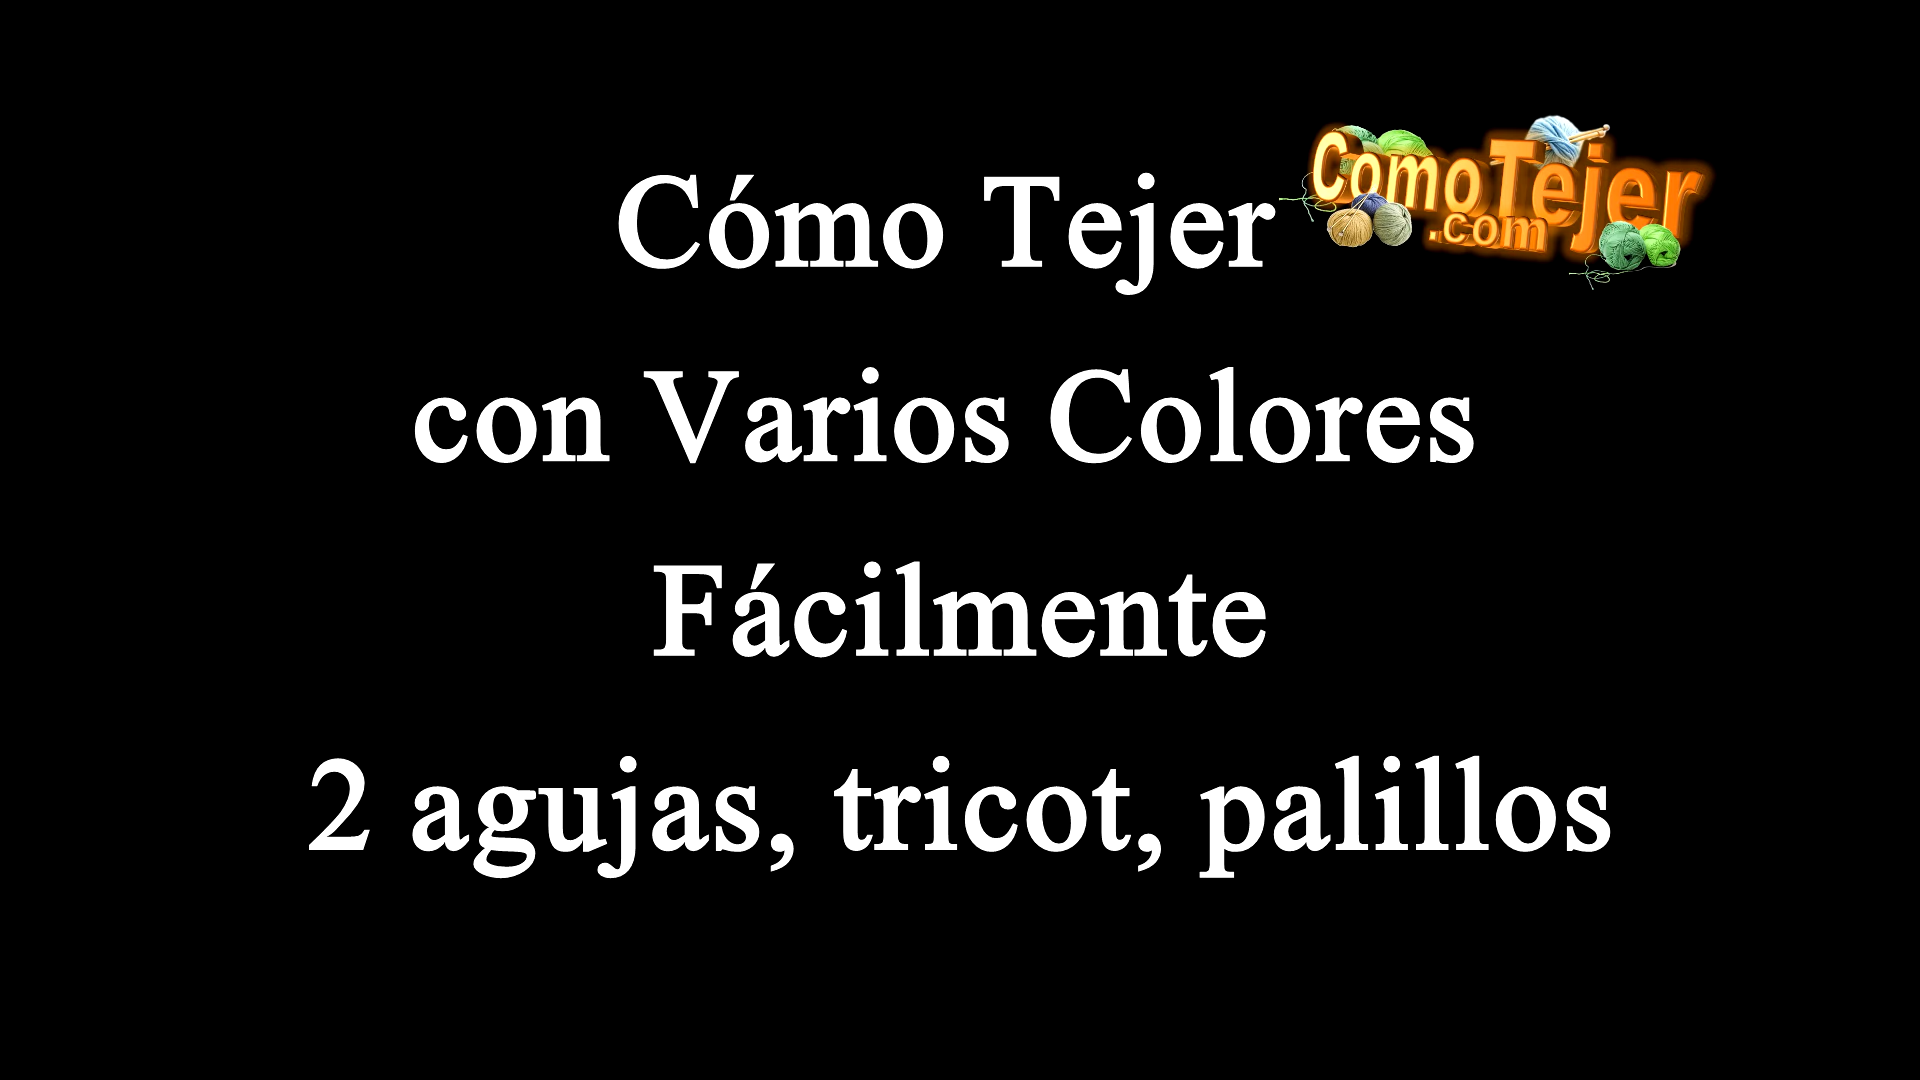 Cómo Tejer
ComoTejer
.com
con Varios Colores
Fácilmente
2 agujas, tricot, palillos